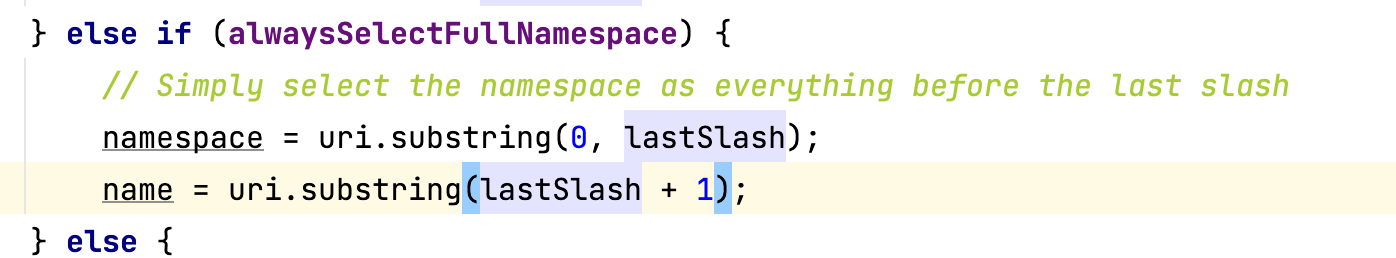 } else if (alwaysSelectFullNamespace) {
// Simply select the namespace as everything before the last slash
namespace = uri.substring(0, lastSlash);
name = uri.substring(lastSlash + 1);
} else {